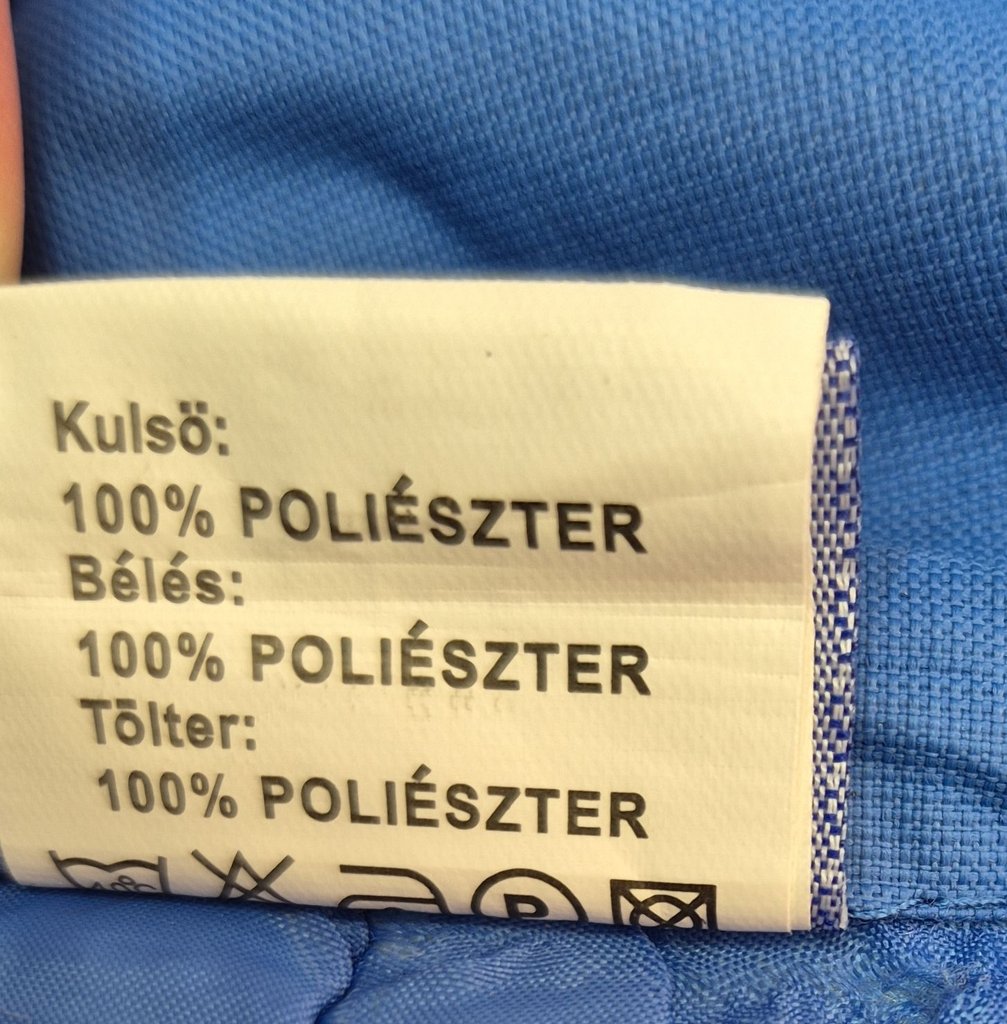 Kulsö:
100% POLIÉSZTER
Bélés:
100% POLIÉSZTER
Tölter:
100% POLIÉSZTER
P